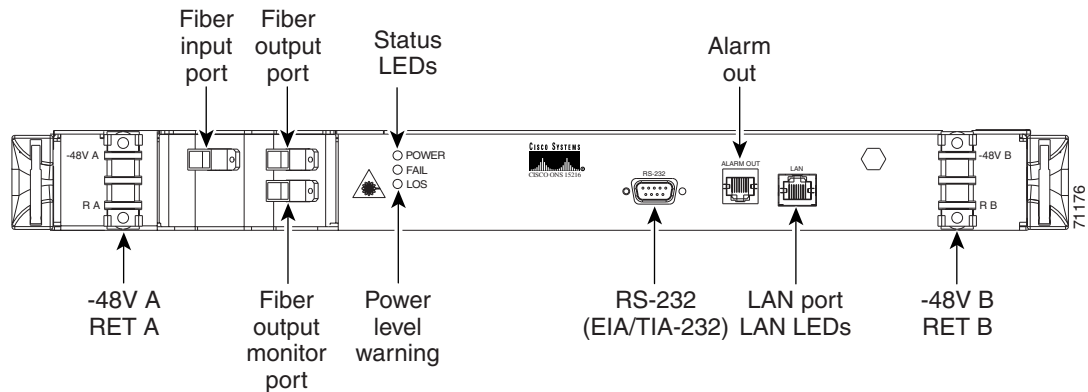 Fiber
input
port
Fiber
output
port
Status
LEDs
Alarm
out
-48V A
R A
POWER
FAIL
LOS
CISCO SYSTEMS
CISCO ONS 15216
RS-232
ALARM OUT
LAN
-48V B
R B
71176
-48V A
RET A
Fiber
output
monitor
port
Power
level
warning
RS-232
(EIA/TIA-232)
LAN port
LAN LEDs
-48V B
RET B